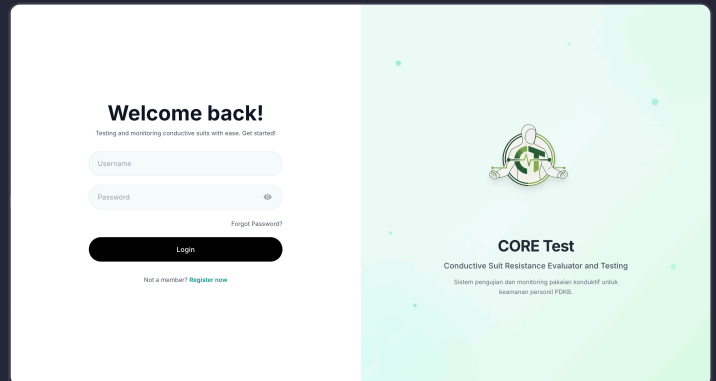 Welcome back!
Testing and monitoring conductive suits with ease. Get started!
Username
Password
Forgot Password?
Login
Not a member? Register now
CT
CORE Test
Conductive Suit Resistance Evaluator and Testing
Sistem pengujian dan monitoring pakaian konduktif untuk
keamanan personil PDKB.